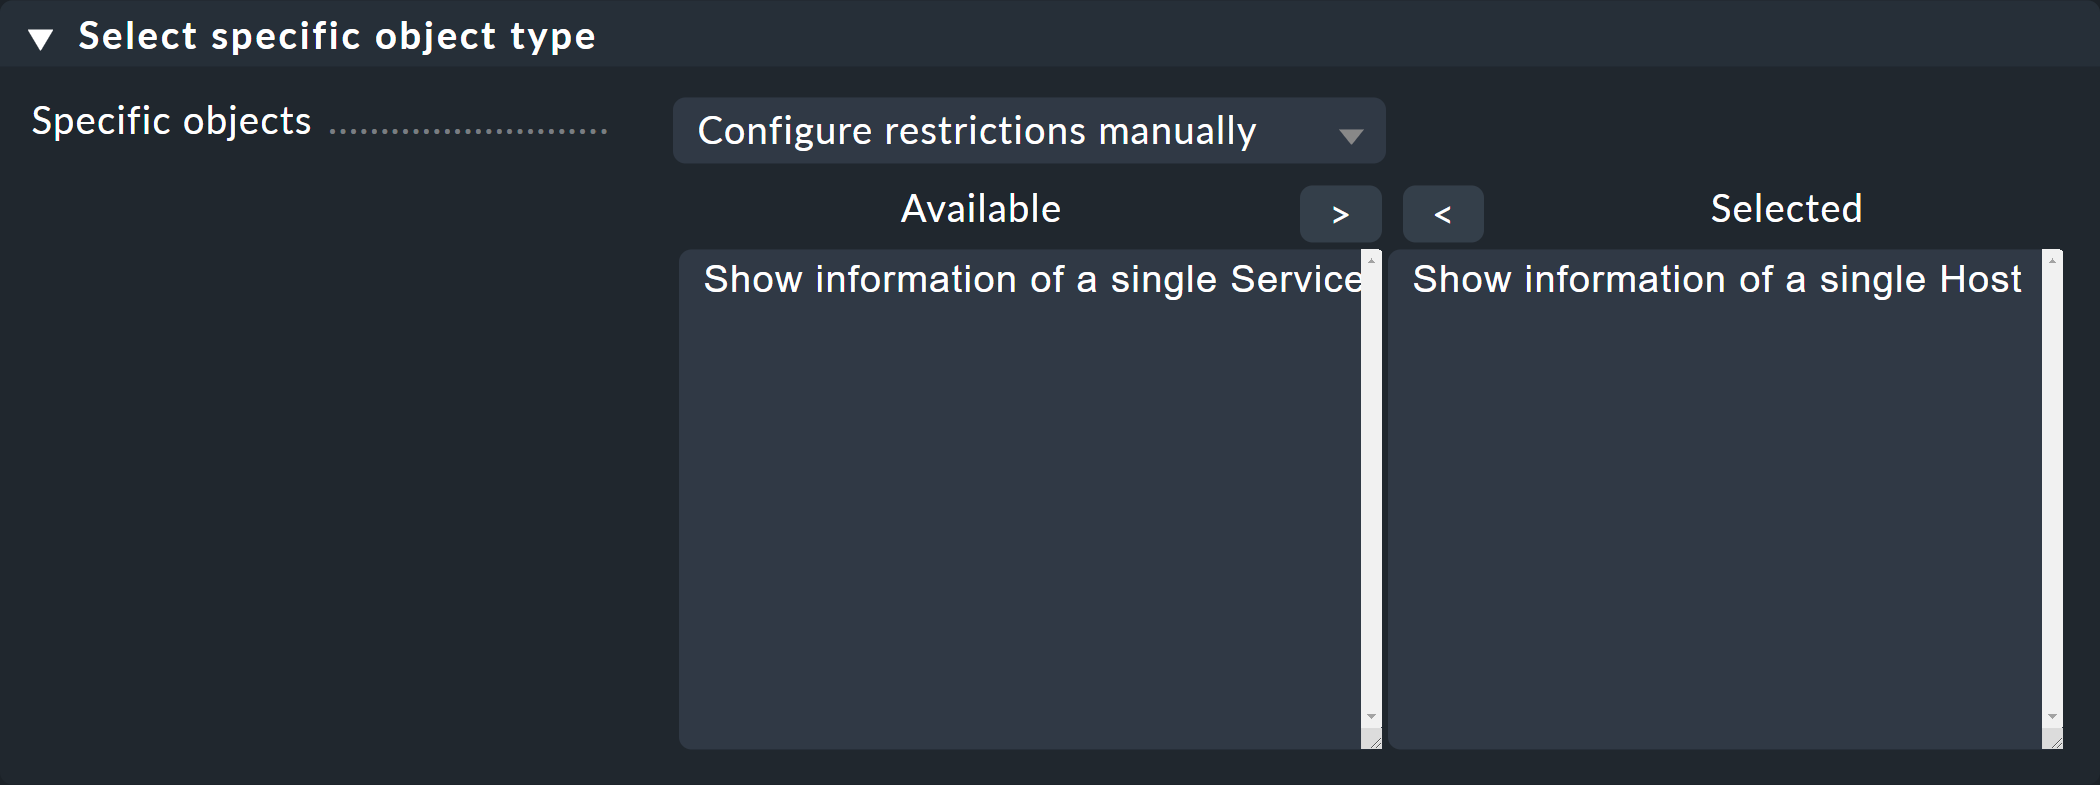 Select specific object type
Specific objects
Configure restrictions manually
Available > < Selected
Show information of a single Service
Show information of a single Host